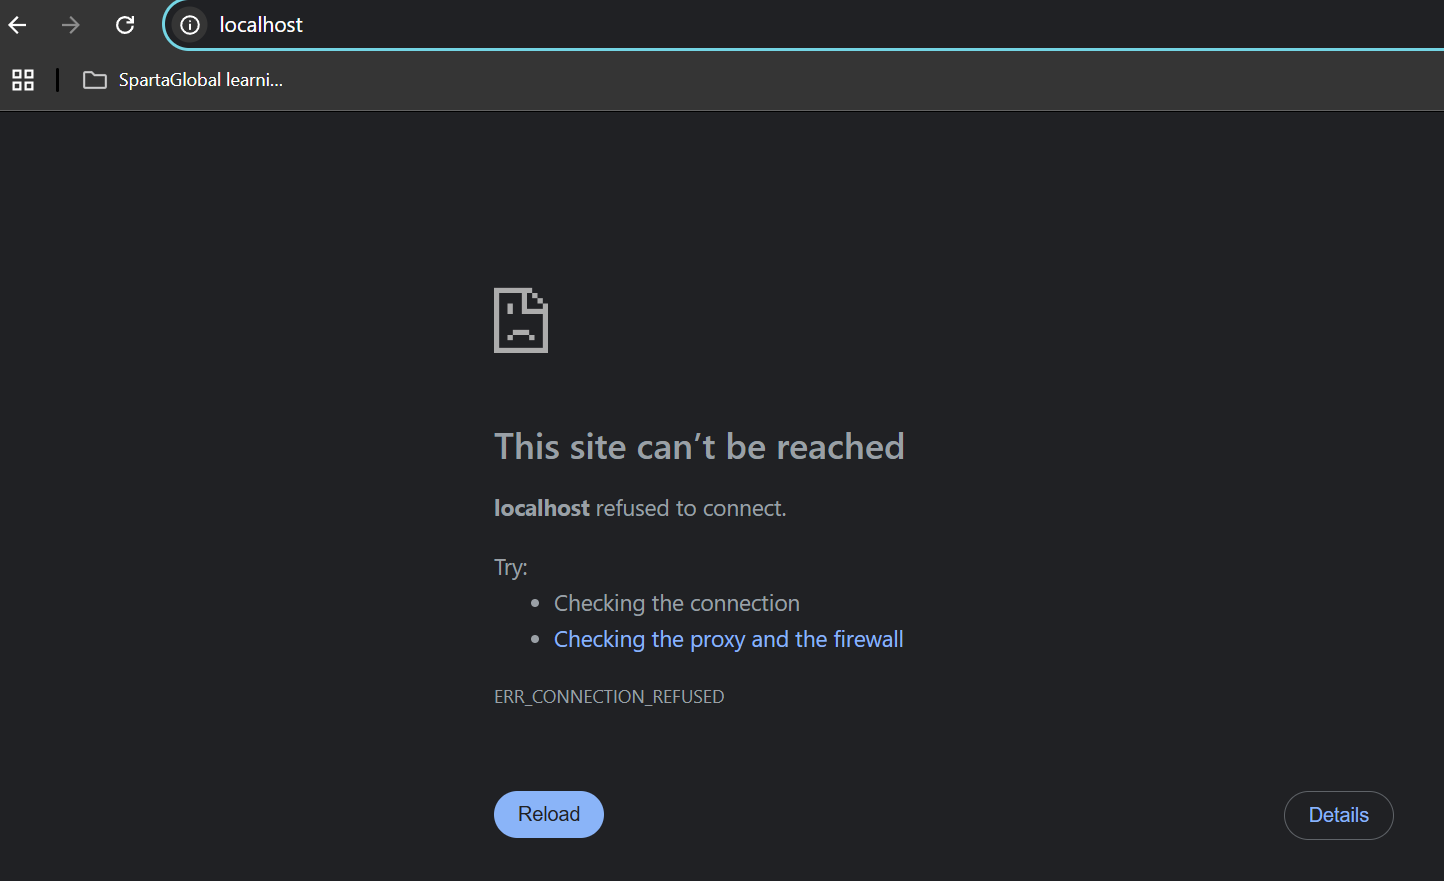 localhost
SpartaGlobal learni...
This site can’t be reached
localhost refused to connect.
Try:
Checking the connection
Checking the proxy and the firewall
ERR_CONNECTION_REFUSED
Reload
Details